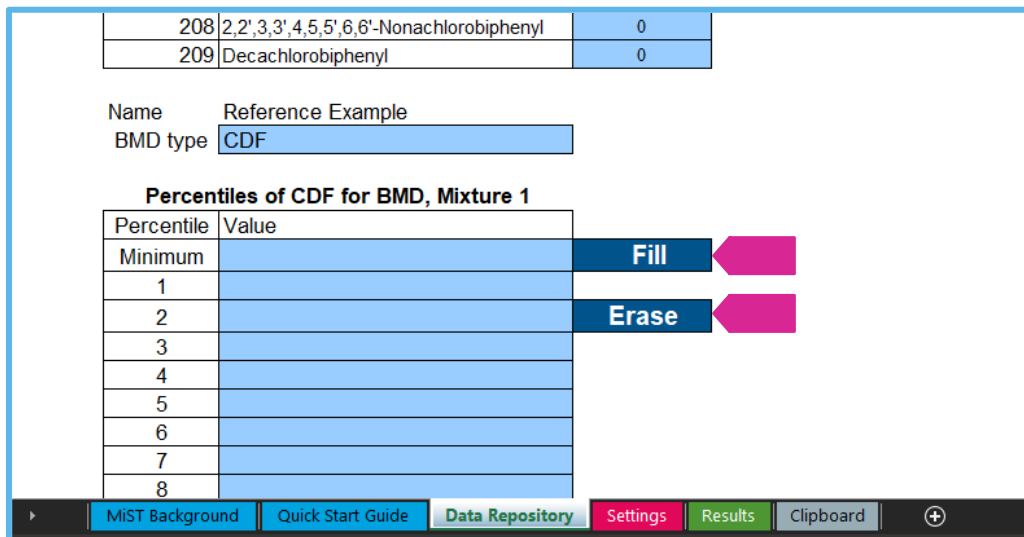 208 2,2',3,3',4,5,5',6,6'-Nonachlorobiphenyl 0
209 Decachlorobiphenyl 0
Name Reference Example
BMD type CDF
Percentiles of CDF for BMD, Mixture 1
Percentile Value
Minimum Fill
1
2 Erase
3
4
5
6
7
8
MiST Background Quick Start Guide Data Repository Settings Results Clipboard